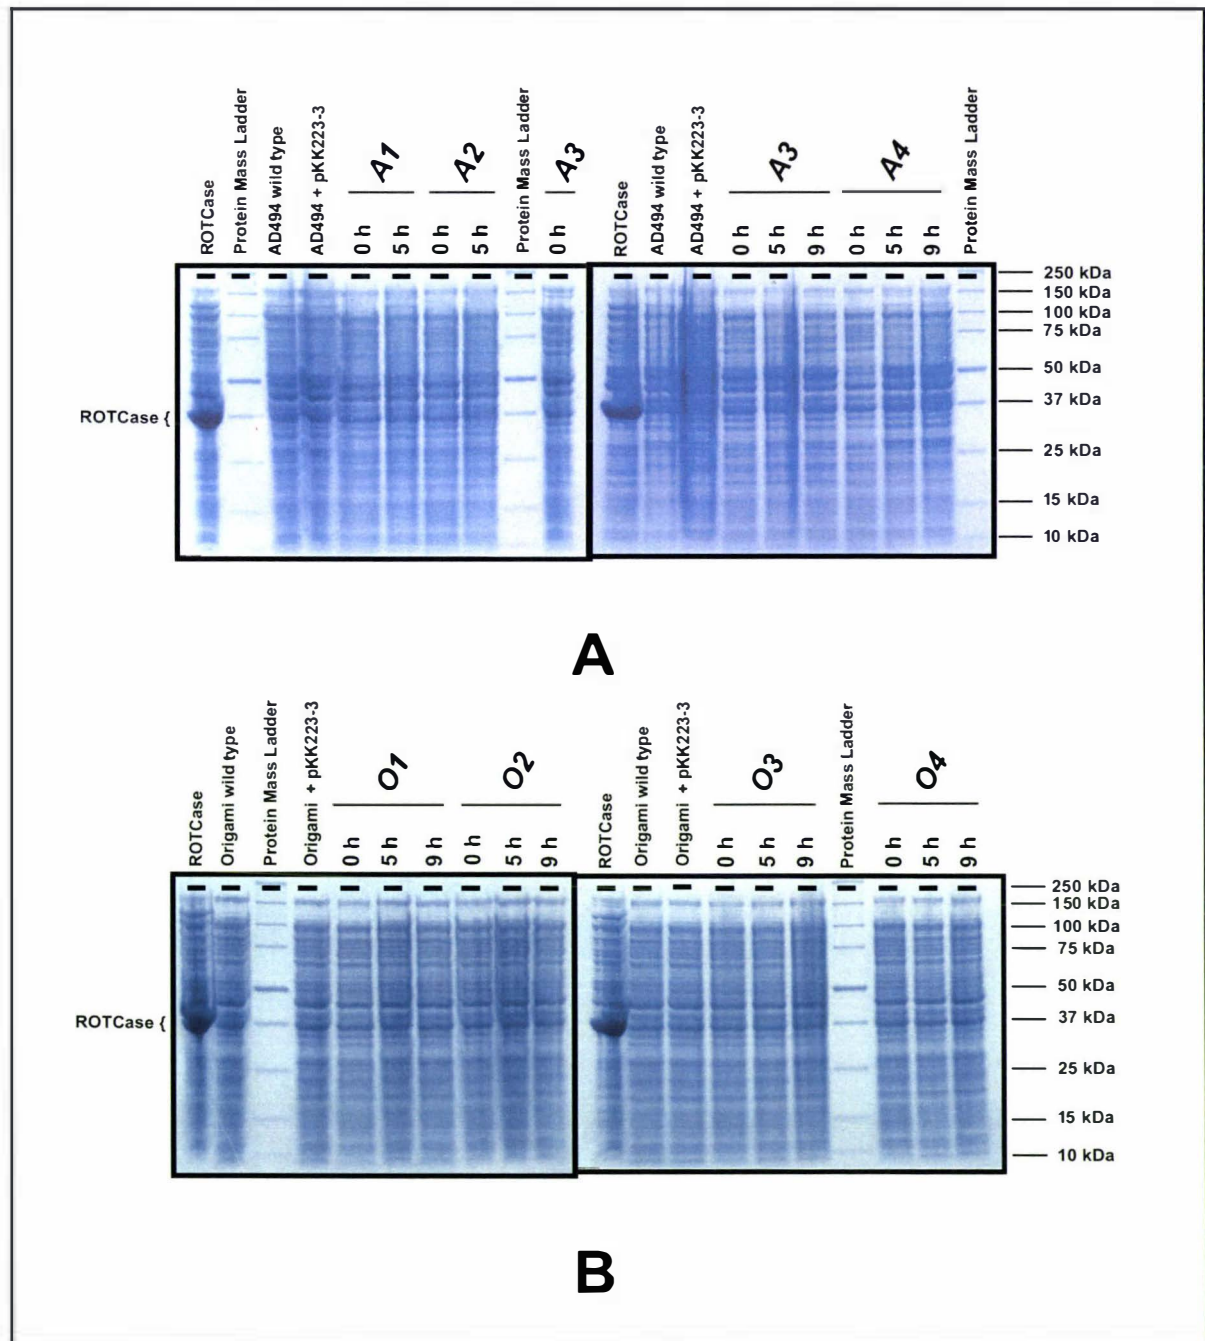 ROTCase
Protein Mass Ladder
AD494 wild type
AD494 + pKK223-3
A1
0 h
5 h
A2
0 h
5 h
Protein Mass Ladder
A3
0 h
ROTCase
AD494 wild type
AD494 + pKK223-3
A3
0 h
5 h
9 h
A4
0 h
5 h
9 h
Protein Mass Ladder
250 kDa
150 kDa
100 kDa
75 kDa
50 kDa
37 kDa
25 kDa
15 kDa
10 kDa
ROTCase {
A
ROTCase
Origami wild type
Protein Mass Ladder
Origami + pKK223-3
O1
0 h
5 h
9 h
O2
0 h
5 h
9 h
ROTCase
Origami wild type
Origami + pKK223-3
O3
0 h
5 h
9 h
Protein Mass Ladder
O4
0 h
5 h
9 h
250 kDa
150 kDa
100 kDa
75 kDa
50 kDa
37 kDa
25 kDa
15 kDa
10 kDa
ROTCase {
B